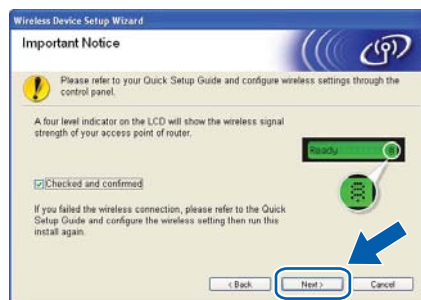 Wireless Device Setup Wizard
Important Notice
Please refer to your Quick Setup Guide and configure wireless settings through the
control panel.
A four level indicator on the LCD will show the wireless signal
strength of your access point of router.
Ready
Checked and confirmed
If you failed the wireless connection, please refer to the Quick
Setup Guide and configure the wireless setting then run this
install again.
< Back
Next >
Cancel